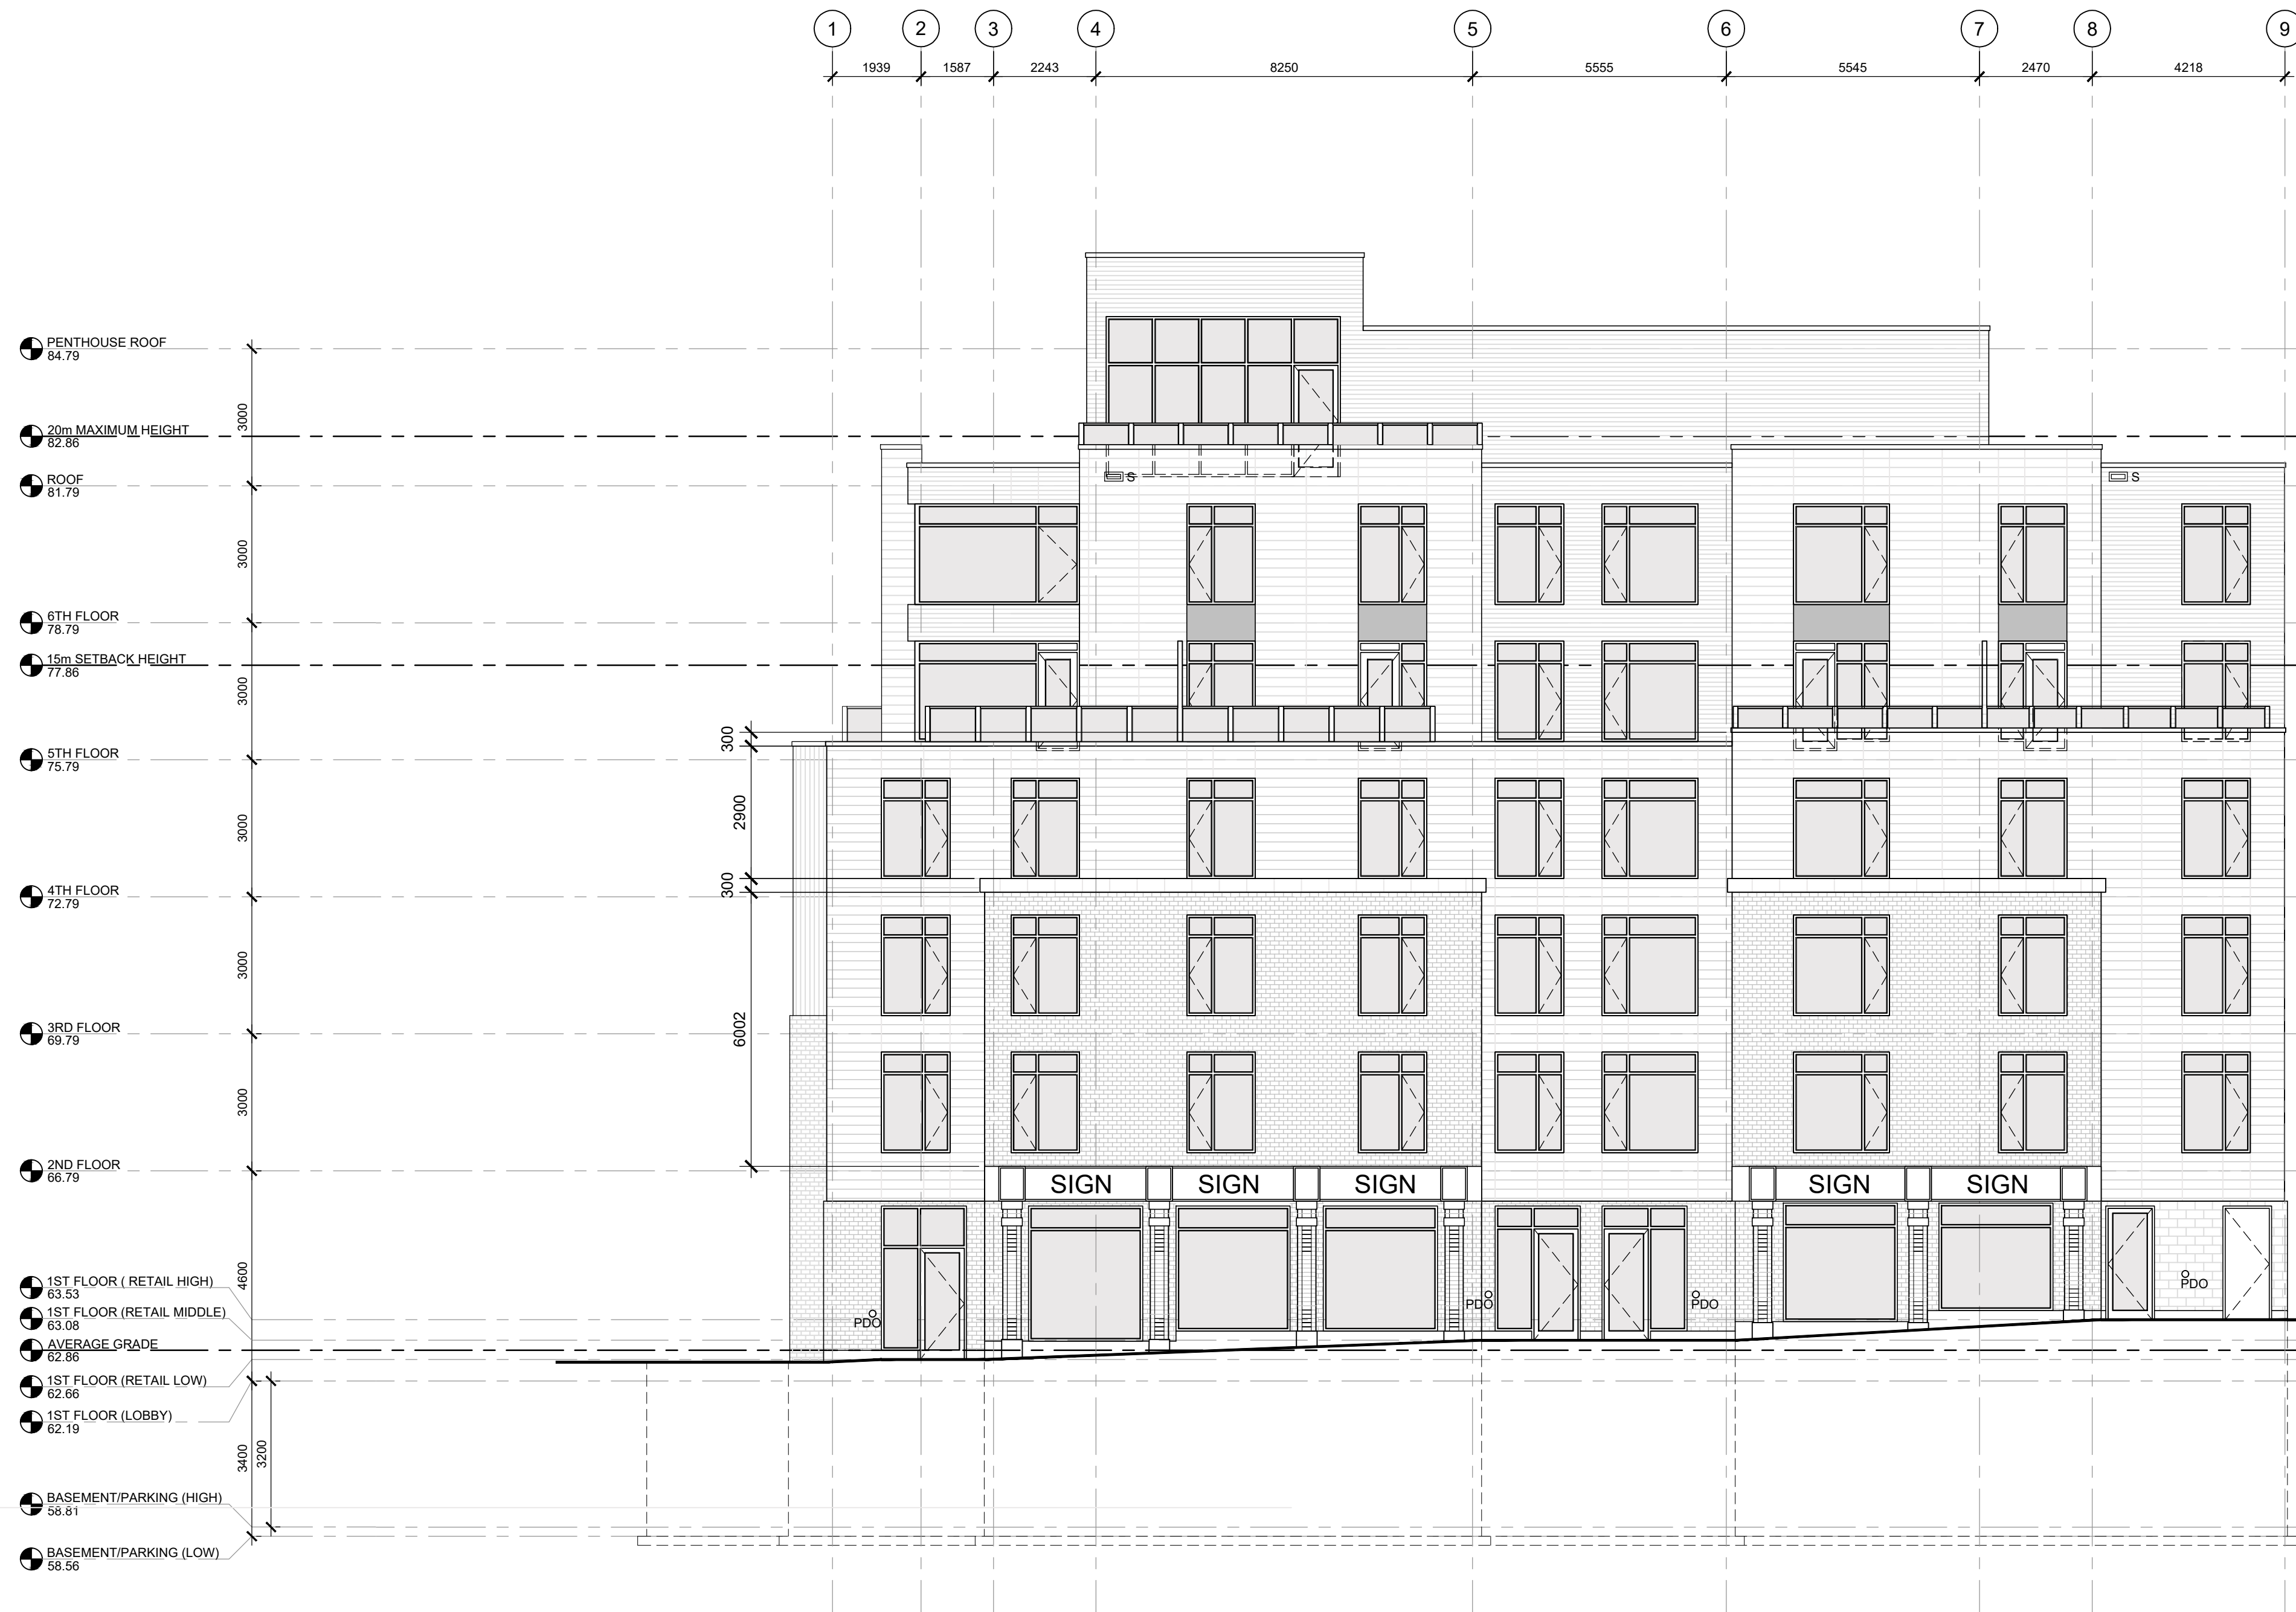 1 2 3 4 5 6 7 8 9
1939 1587 2243 8250 5555 5545 2470 4218
PENTHOUSE ROOF
84.79
3000
20m MAXIMUM HEIGHT
82.86
ROOF
81.79
S S
3000
6TH FLOOR
78.79
15m SETBACK HEIGHT
77.86
3000
300
5TH FLOOR
75.79
2900
3000
300
4TH FLOOR
72.79
3000
6002
3RD FLOOR
69.79
3000
2ND FLOOR
66.79
SIGN SIGN SIGN SIGN SIGN
4600
1ST FLOOR ( RETAIL HIGH)
63.53
PDO PDO PDO PDO
1ST FLOOR (RETAIL MIDDLE)
63.08
AVERAGE GRADE
62.86
1ST FLOOR (RETAIL LOW)
62.66
1ST FLOOR (LOBBY)
62.19
3400 3200
BASEMENT/PARKING (HIGH)
58.81
BASEMENT/PARKING (LOW)
58.56